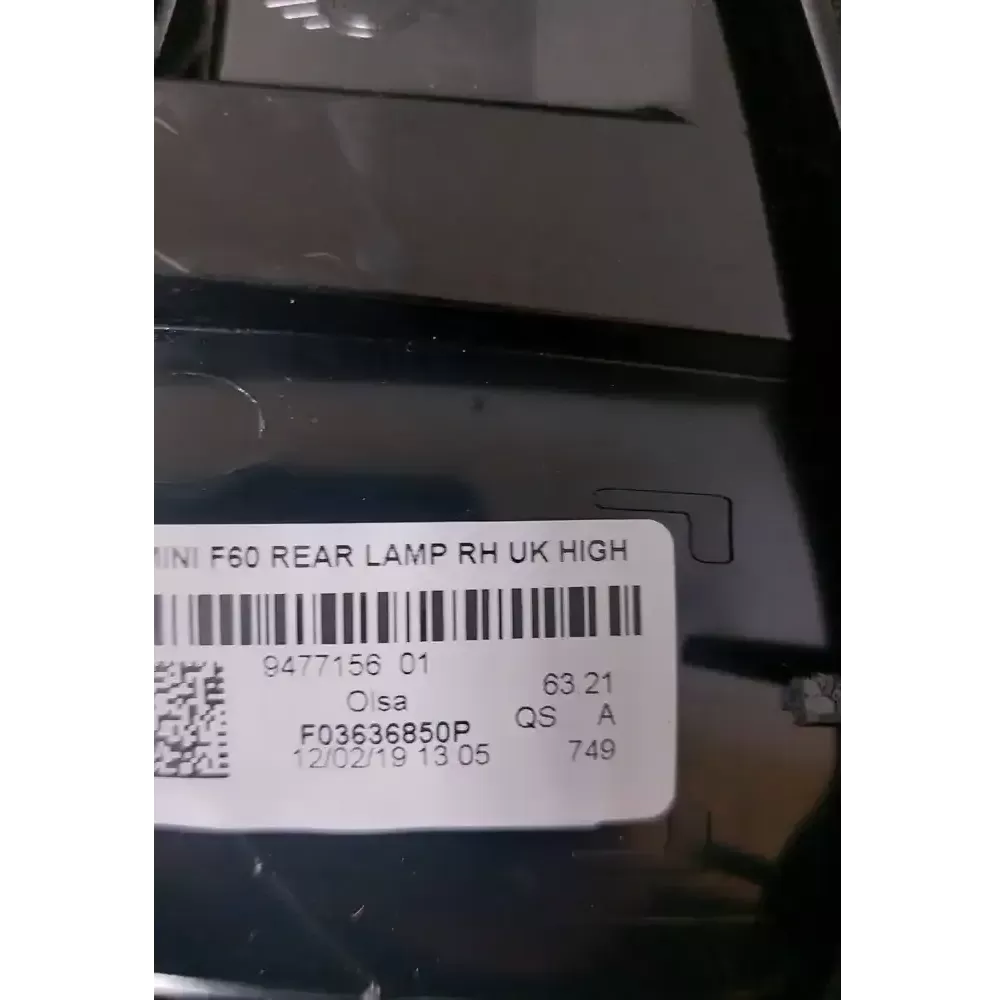 MINI F60 REAR LAMP RH UK HIGH
9477156 01
Olsa
63.21
F03636850P
QS A
12/02/19 13 05
749